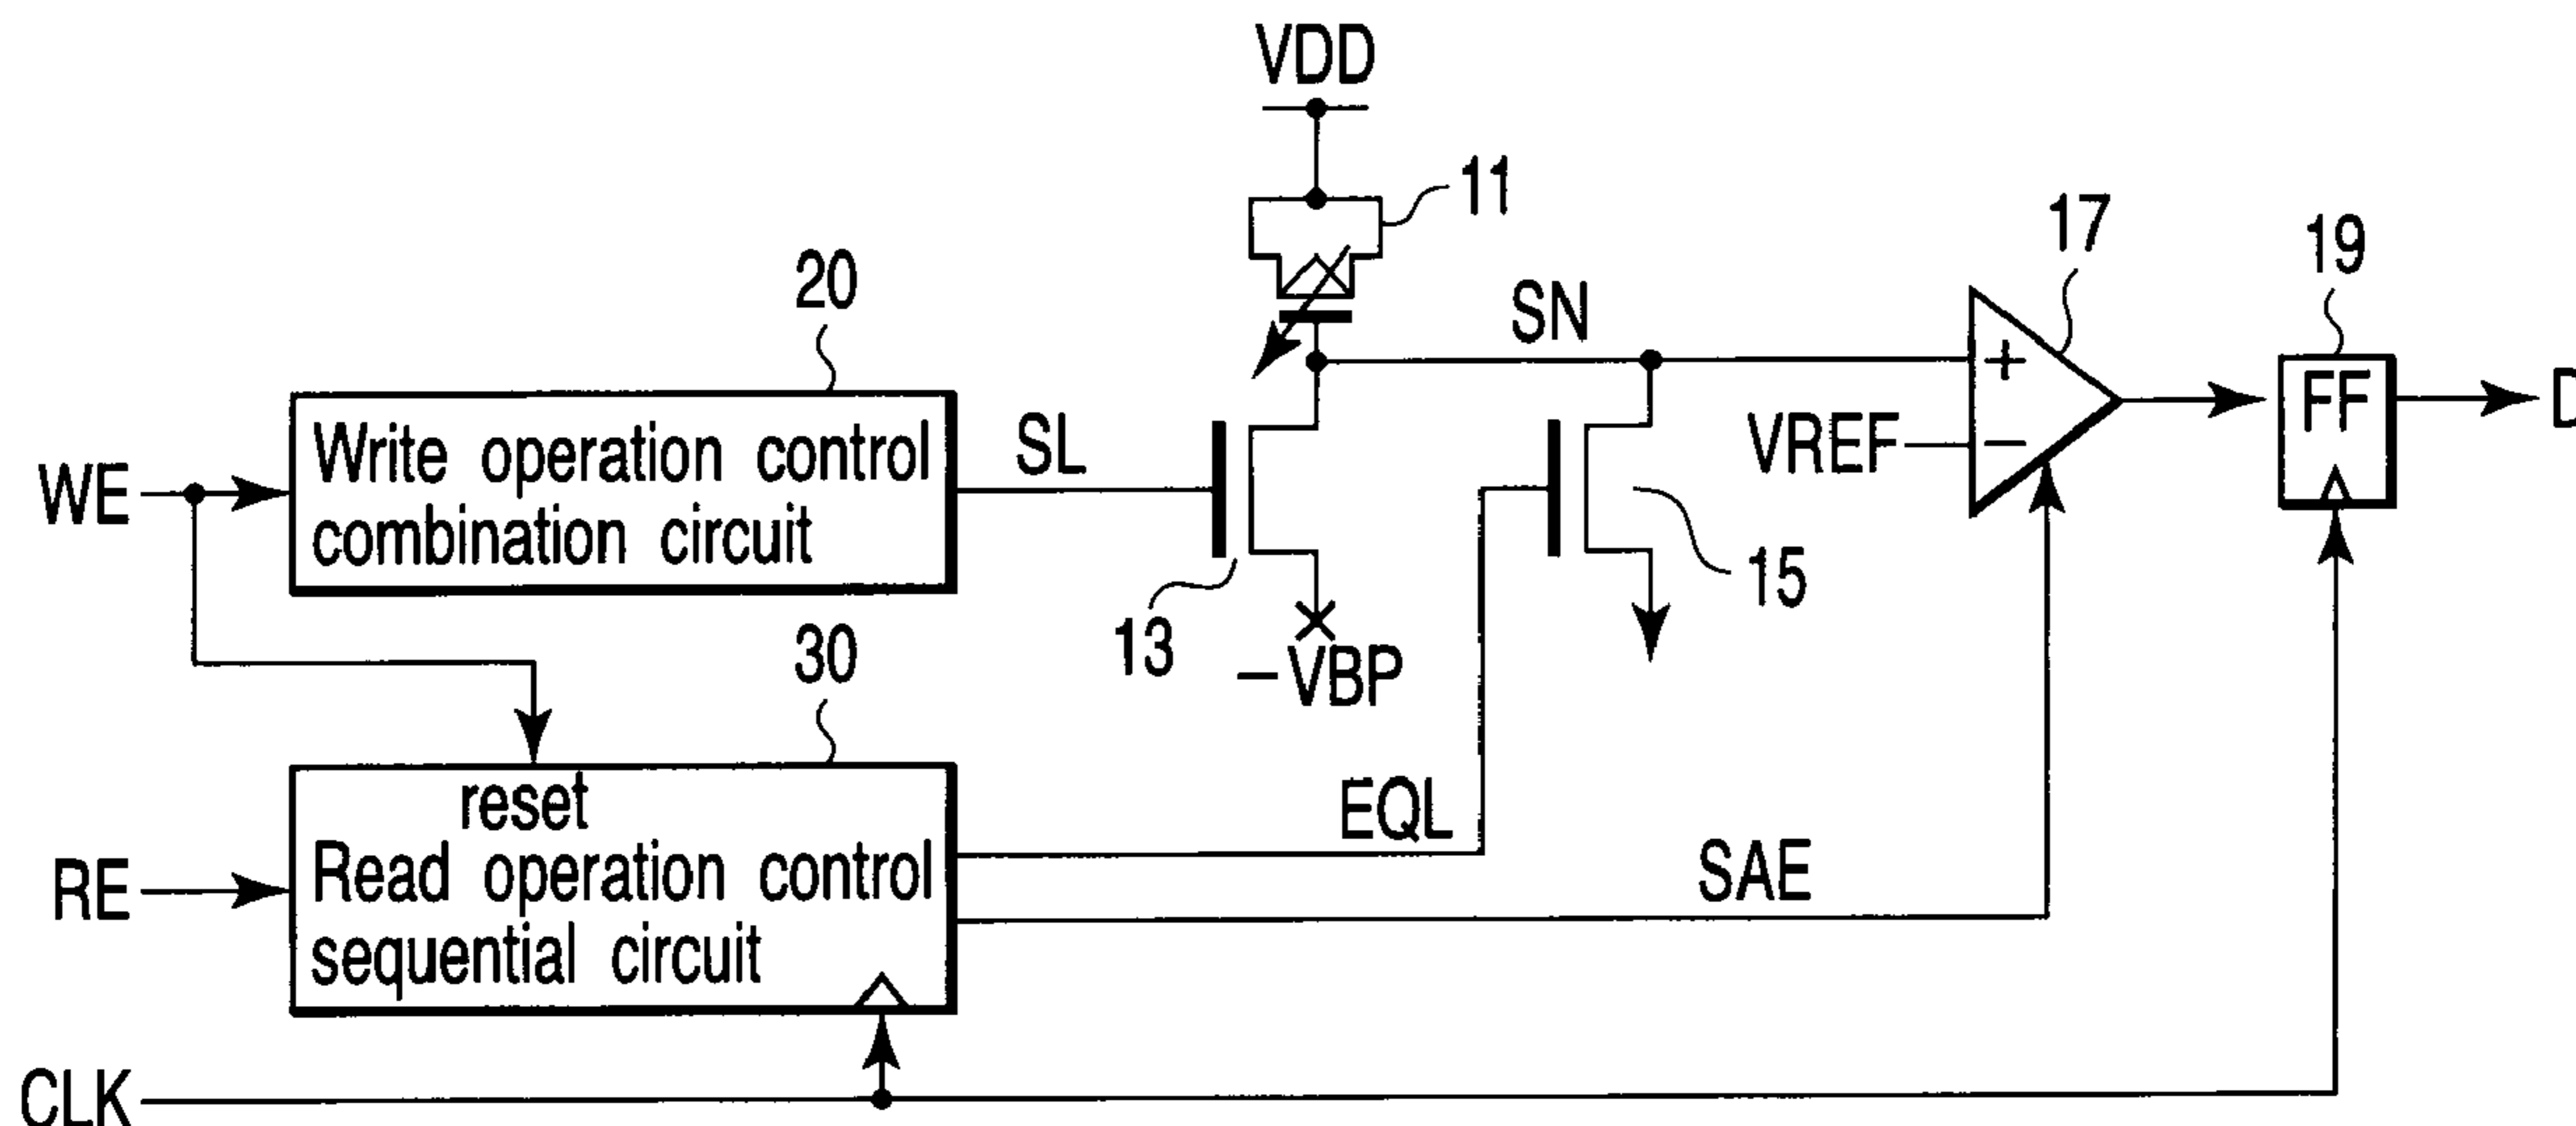 VDD
11
17
19
20
SN
+
FF
D
Write operation control
SL
VREF
−
WE
combination circuit
15
13
−VBP
30
reset
EQL
Read operation control
SAE
RE
sequential circuit
CLK